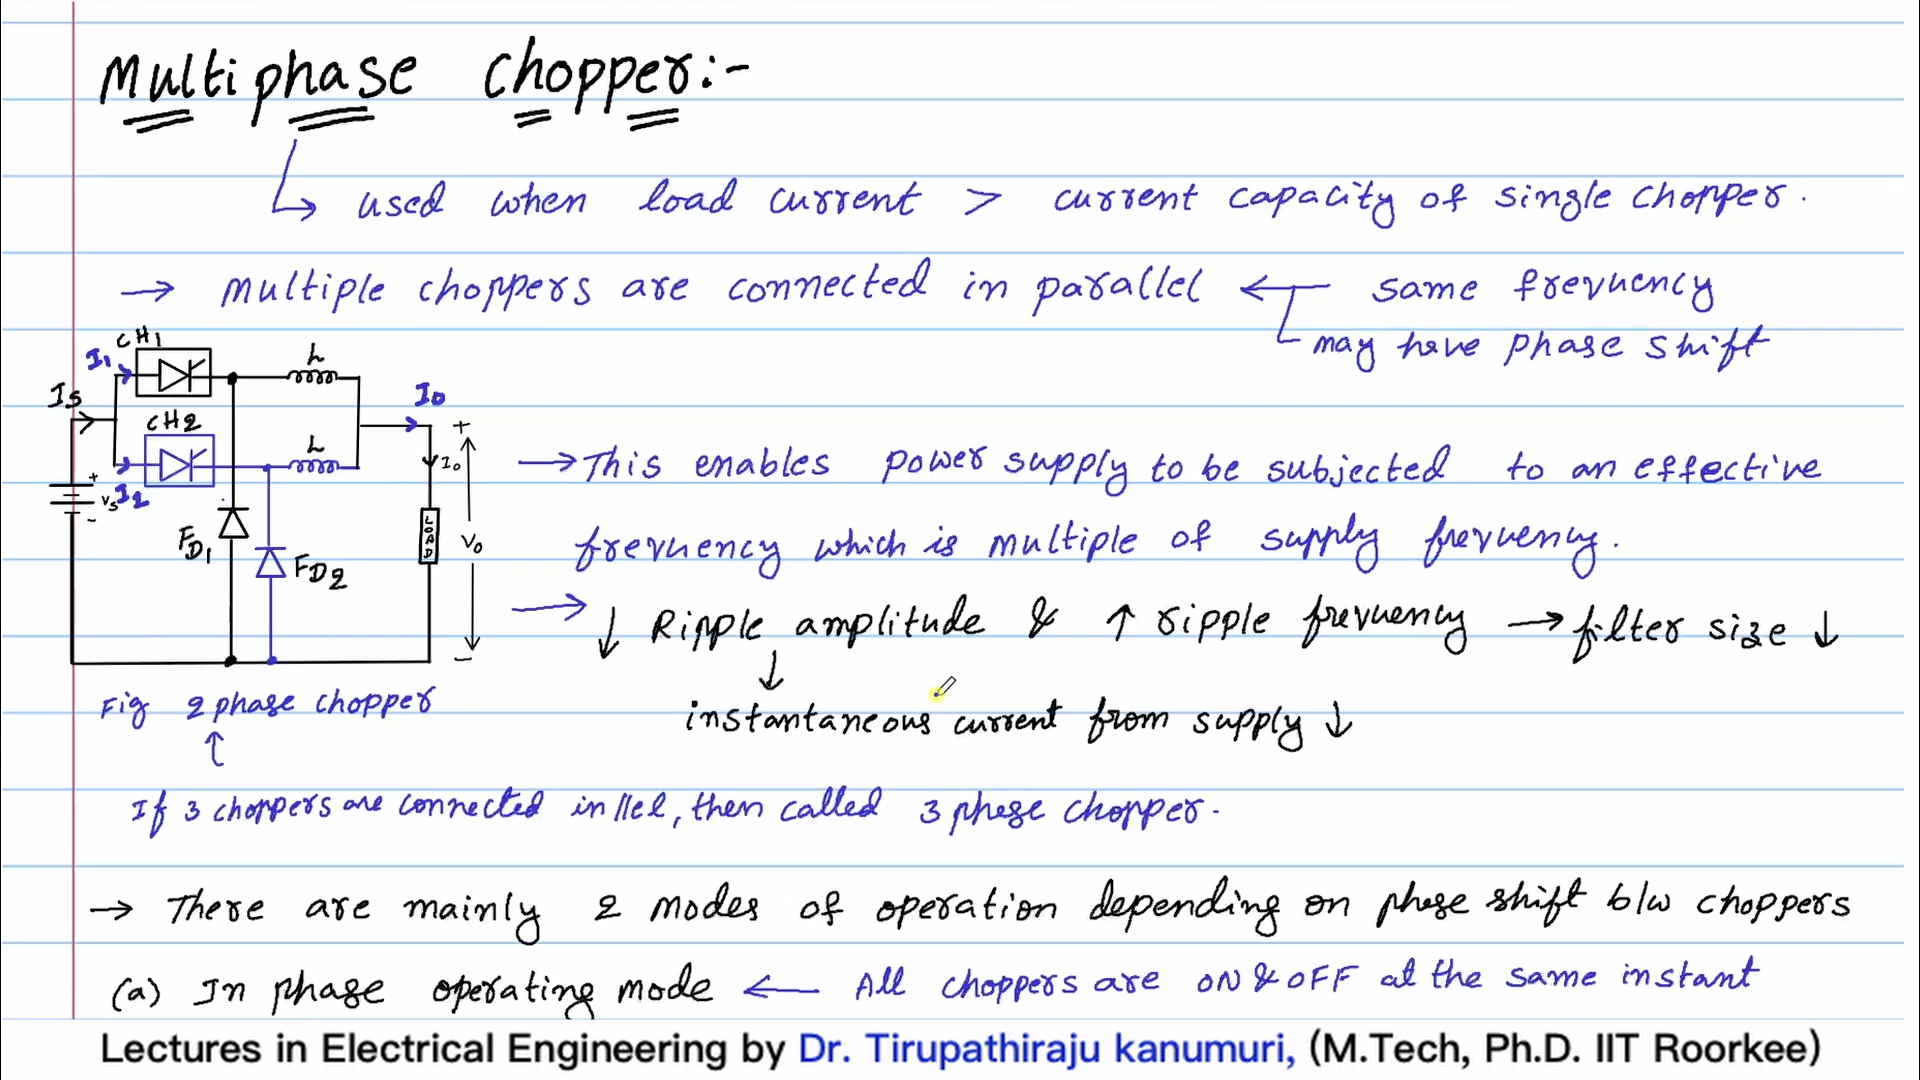 Multiphase Chopper:-
↳ used when load current > current capacity of single chopper.
→ Multiple choppers are connected in parallel ← same frequency
may have phase shift
CH1
I1
L
Is
I0
CH2
+
L
I0
→ This enables power supply to be subjected to an effective
+
Vs
I2
-
LOAD
V0
FD1
FD2
frequency which is multiple of supply frequency.
→ ↓ Ripple amplitude & ↑ ripple frequency → filter size ↓
-
Fig 2 phase chopper
↓
instantaneous current from supply ↓
↑
If 3 choppers are connected in llel, then called 3 phase chopper.
→ There are mainly 2 modes of operation depending on phase shift b/w choppers
(a) In phase operating mode ← All choppers are ON & OFF at the same instant
Lectures in Electrical Engineering by Dr. Tirupathiraju kanumuri, (M.Tech, Ph.D. IIT Roorkee)